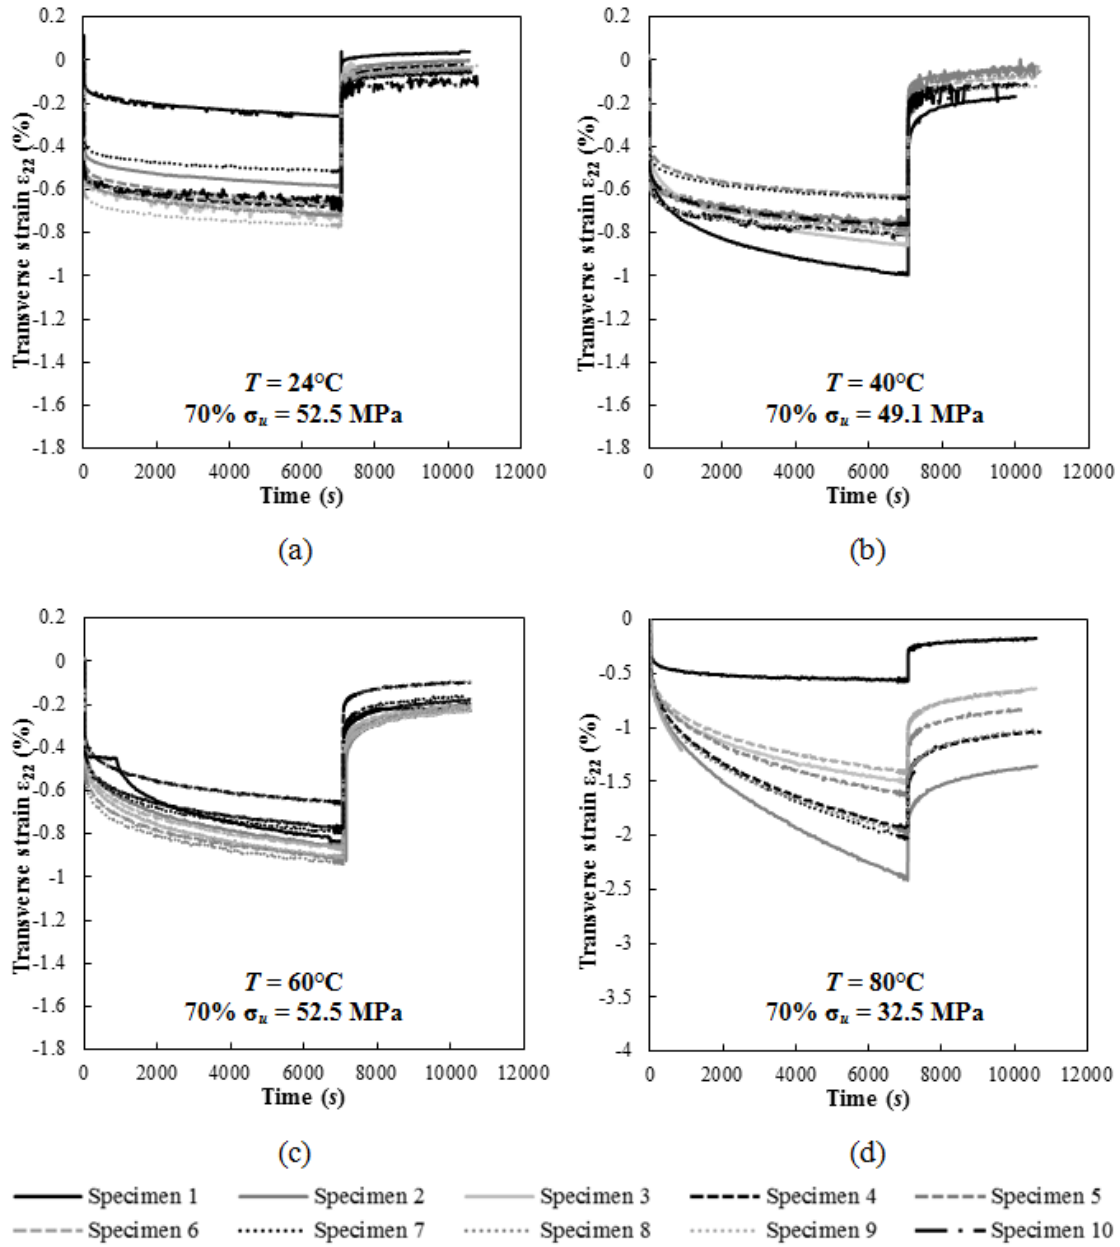 0.2
0
-0.2
-0.4
-0.6
-0.8
-1
-1.2
-1.4
-1.6
-1.8
Transverse strain ε22 (%)
T = 24°C
70% σu = 52.5 MPa
0 2000 4000 6000 8000 10000 12000
Time (s)
(a)
0.2
0
-0.2
-0.4
-0.6
-0.8
-1
-1.2
-1.4
-1.6
-1.8
Transverse strain ε22 (%)
T = 40°C
70% σu = 49.1 MPa
0 2000 4000 6000 8000 10000 12000
Time (s)
(b)
0.2
0
-0.2
-0.4
-0.6
-0.8
-1
-1.2
-1.4
-1.6
-1.8
Transverse strain ε22 (%)
T = 60°C
70% σu = 52.5 MPa
0 2000 4000 6000 8000 10000 12000
Time (s)
(c)
0
-0.5
-1
-1.5
-2
-2.5
-3
-3.5
-4
Transverse strain ε22 (%)
T = 80°C
70% σu = 32.5 MPa
0 2000 4000 6000 8000 10000 12000
Time (s)
(d)
Specimen 1 Specimen 2 Specimen 3 Specimen 4 Specimen 5
Specimen 6 Specimen 7 Specimen 8 Specimen 9 Specimen 10